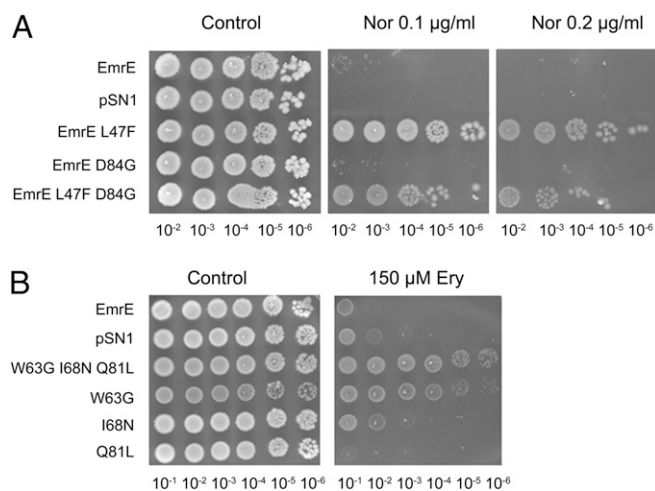 A
Control Nor 0.1 µg/ml Nor 0.2 µg/ml
EmrE
pSN1
EmrE L47F
EmrE D84G
EmrE L47F D84G
10-2 10-3 10-4 10-5 10-6 10-2 10-3 10-4 10-5 10-6 10-2 10-3 10-4 10-5 10-6
B
Control 150 µM Ery
EmrE
pSN1
W63G I68N Q81L
W63G
I68N
Q81L
10-1 10-2 10-3 10-4 10-5 10-6 10-1 10-2 10-3 10-4 10-5 10-6